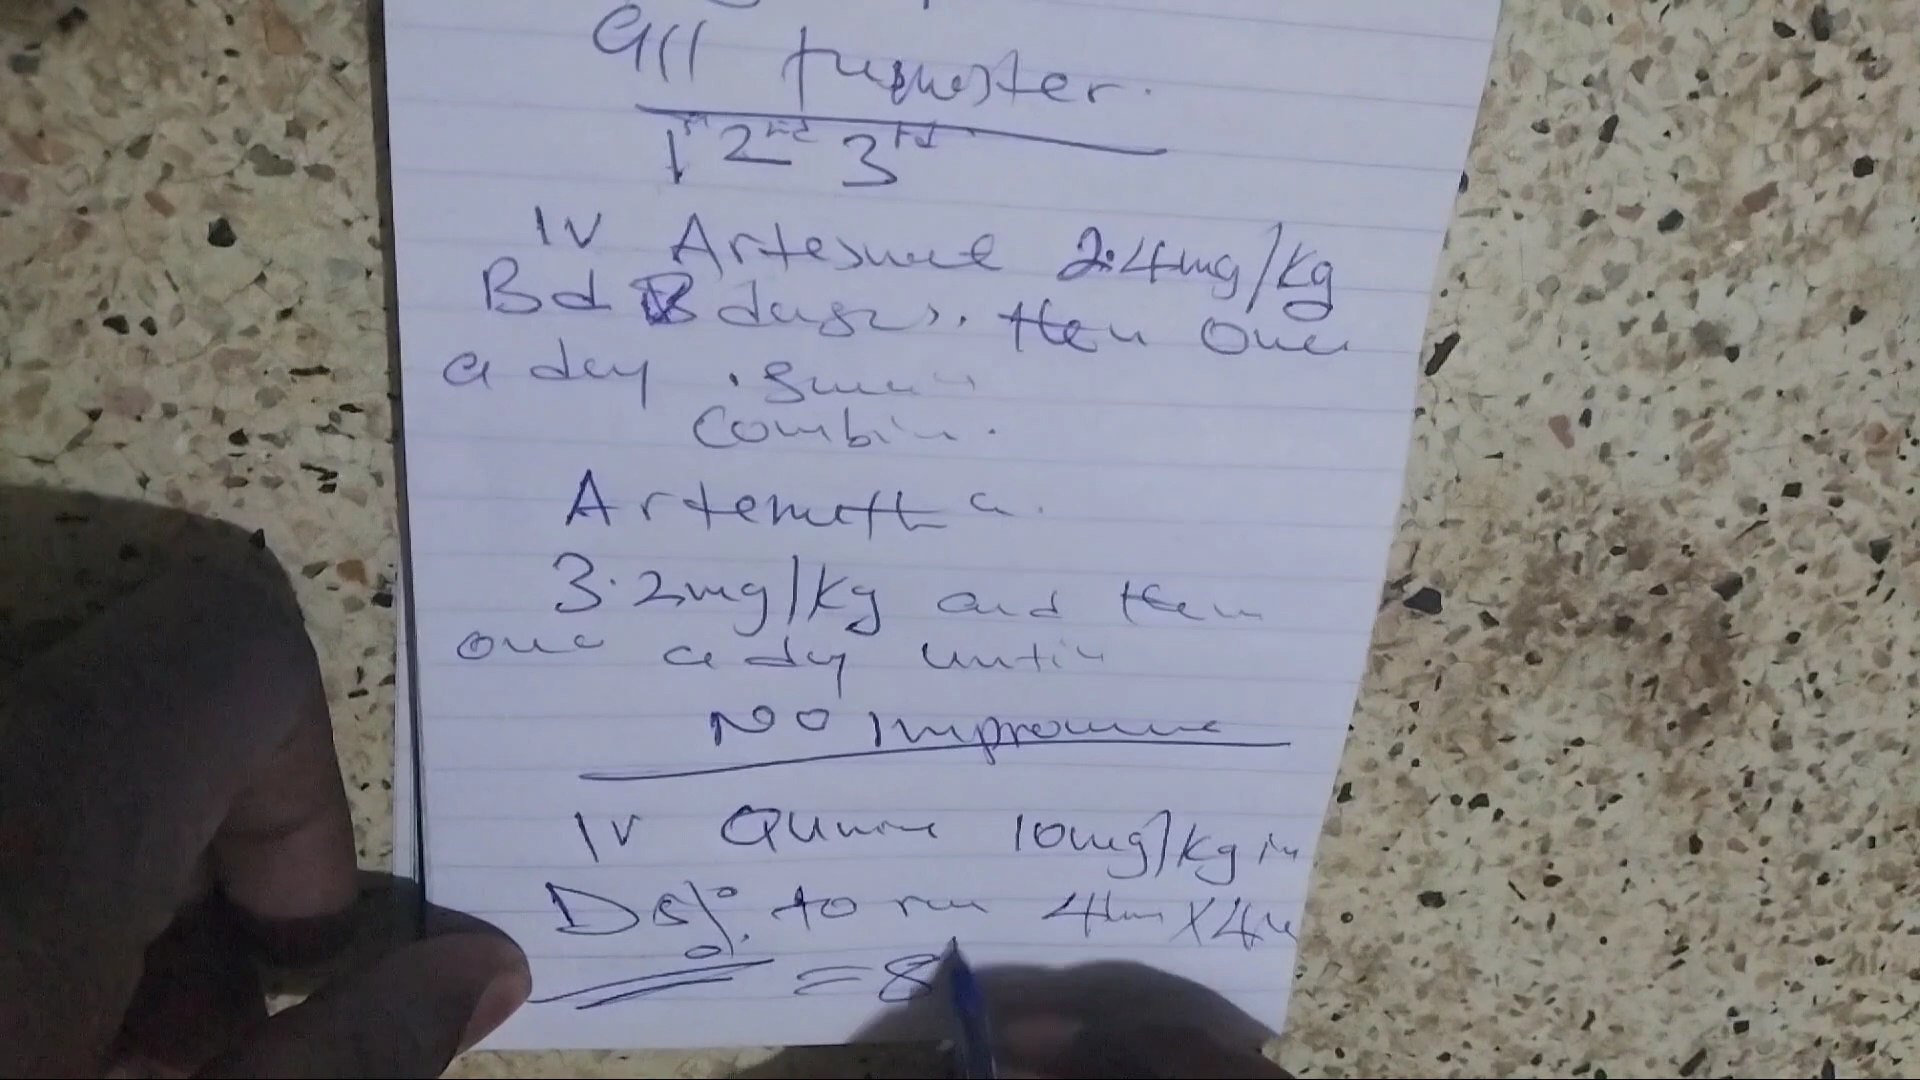 All trimester.
1st 2nd 3rd
IV Artesunate 2.4mg/kg
Bd days. then once
a day.
Combin.
Artemether.
3.2mg/kg and then
once a day until
NO improvement
IV Quinine 10mg/kg in
D5% to run 4hrs X 4hr
= 8